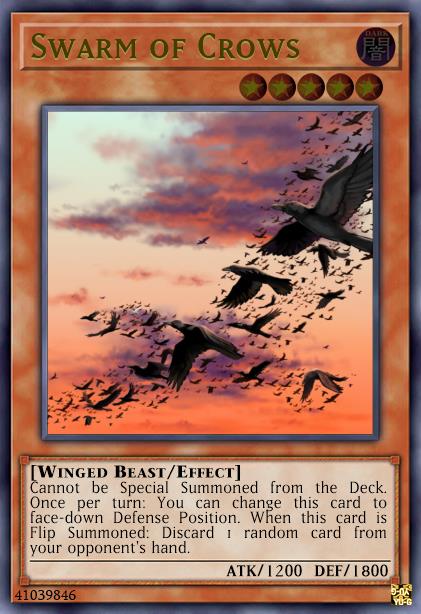 Swarm of Crows
DARK
闇
[Winged Beast/Effect]
Cannot be Special Summoned from the Deck.
Once per turn: You can change this card to
face-down Defense Position. When this card is
Flip Summoned: Discard 1 random card from
your opponent's hand.
ATK/1200 DEF/1800
41039846